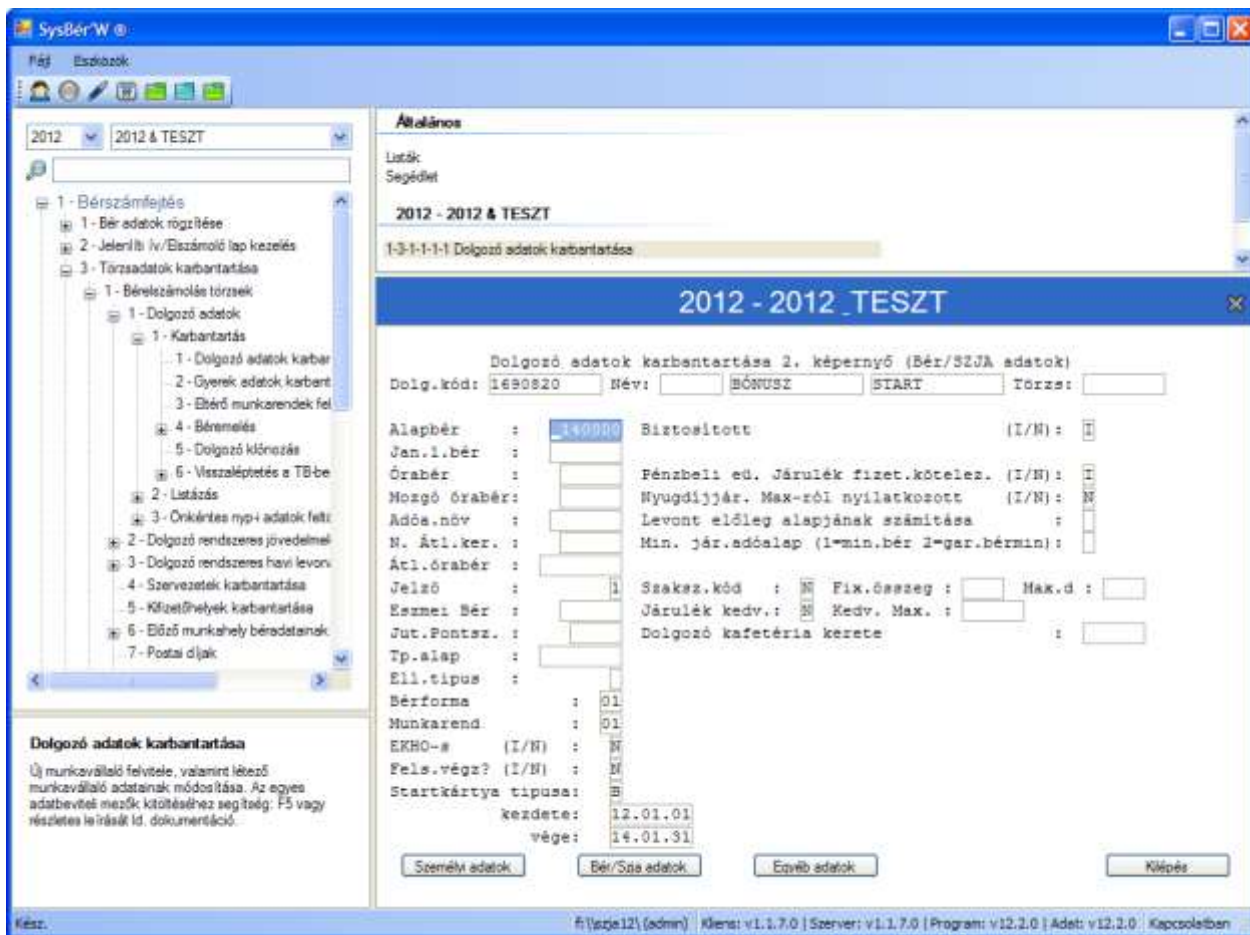 SysBér'W ®
Fájl Eszközök
2012 2012 & TESZT
1 - Bérszámfejtés
1 - Bér adatok rögzítése
2 - Jelenléti ív/Elszámoló lap kezelés
3 - Törzsadatok karbantartása
1 - Bérelszámolás törzsek
1 - Dolgozó adatok
1 - Karbantartás
1 - Dolgozó adatok karbar
2 - Gyerek adatok karbant
3 - Eltérő munkarendek fel
4 - Béremelés
5 - Dolgozó klónozás
6 - Visszaléptetés a TB-be
2 - Listázás
3 - Önkéntes nyp-i adatok feltö
2 - Dolgozó rendszeres jövedelmei
3 - Dolgozó rendszeres havi levon
4 - Szervezetek karbantartása
5 - Kifizetőhelyek karbantartása
6 - Előző munkahely béradatainak
7 - Postai díjak
Dolgozó adatok karbantartása
Új munkavállaló felvitele, valamint létező
munkavállaló adatainak módosítása. Az egyes
adatbeviteli mezők kitöltéséhez segítség: F5 vagy
részletes leírását ld. dokumentáció.
Általános
Listák
Segédlet
2012 - 2012 & TESZT
1-3-1-1-1-1 Dolgozó adatok karbantartása
2012 - 2012_TESZT
Dolgozó adatok karbantartása 2. képernyő (Bér/SZJA adatok)
Dolg.kód: 1690820 Név: BÓNUSZ START Törzs:
Alapbér : _140000 Biztosított (I/N): I
Jan.1.bér :
Órabér : Pénzbeli eü. Járulék fizet.kötelez. (I/N): I
Mozgó órabér: Nyugdíjjár. Max-ról nyilatkozott (I/N): N
Adóa.növ : Levont előleg alapjának számítása :
N. Átl.ker. : Min. jár.adóalap (1=min.bér 2=gar.bérmin):
Átl.órabér :
Jelző : 1 Szaksz.kód : N Fix.összeg : Max.d :
Eszmei Bér : Járulék kedv.: N Kedv. Max. :
Jut.Pontsz. : Dolgozó kafetéria kerete :
Tp.alap :
Ell.tipus :
Bérforma : 01
Munkarend : 01
EKHO-s (I/N) : N
Fels.végz? (I/N) : N
Startkártya tipusa: B
kezdete: 12.01.01
vége: 14.01.31
Személyi adatok Bér/Szja adatok Egyéb adatok Kilépés
Kész. f:\\szja12\ (admin) Kliens: v1.1.7.0 | Szerver: v1.1.7.0 | Program: v12.2.0 | Adat: v12.2.0 Kapcsolatban